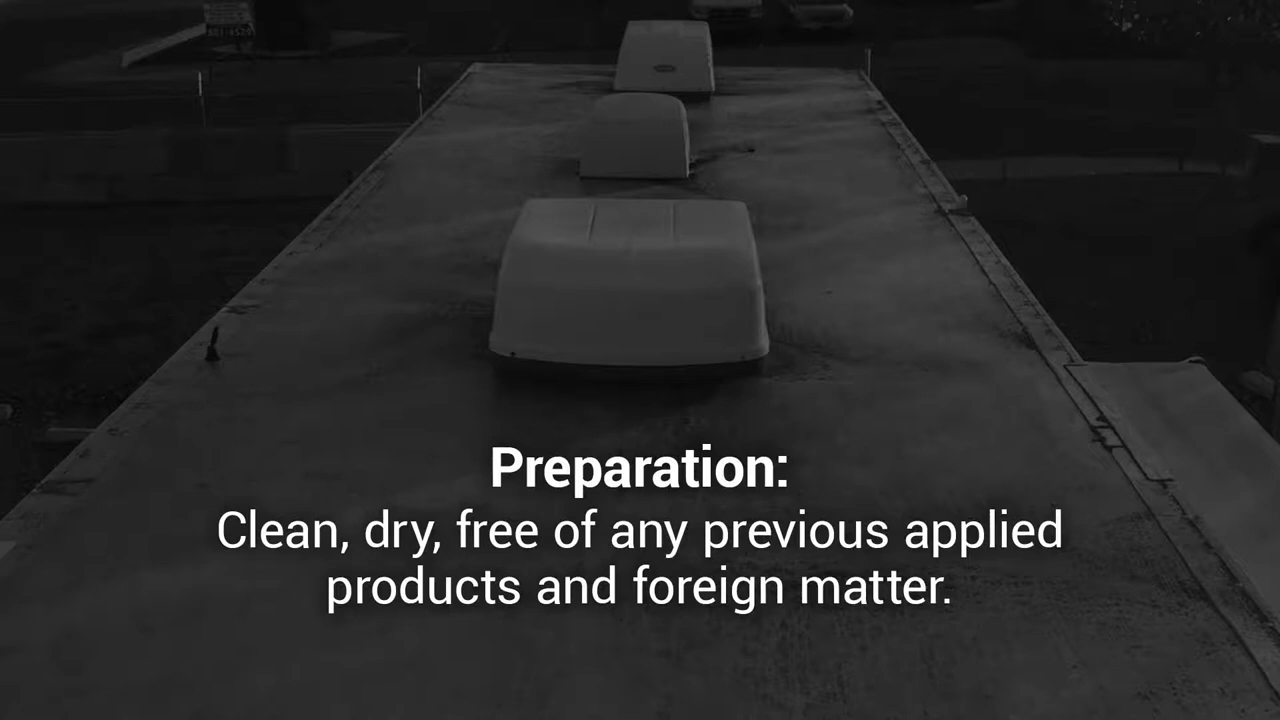 Preparation:
Clean, dry, free of any previous applied
products and foreign matter.